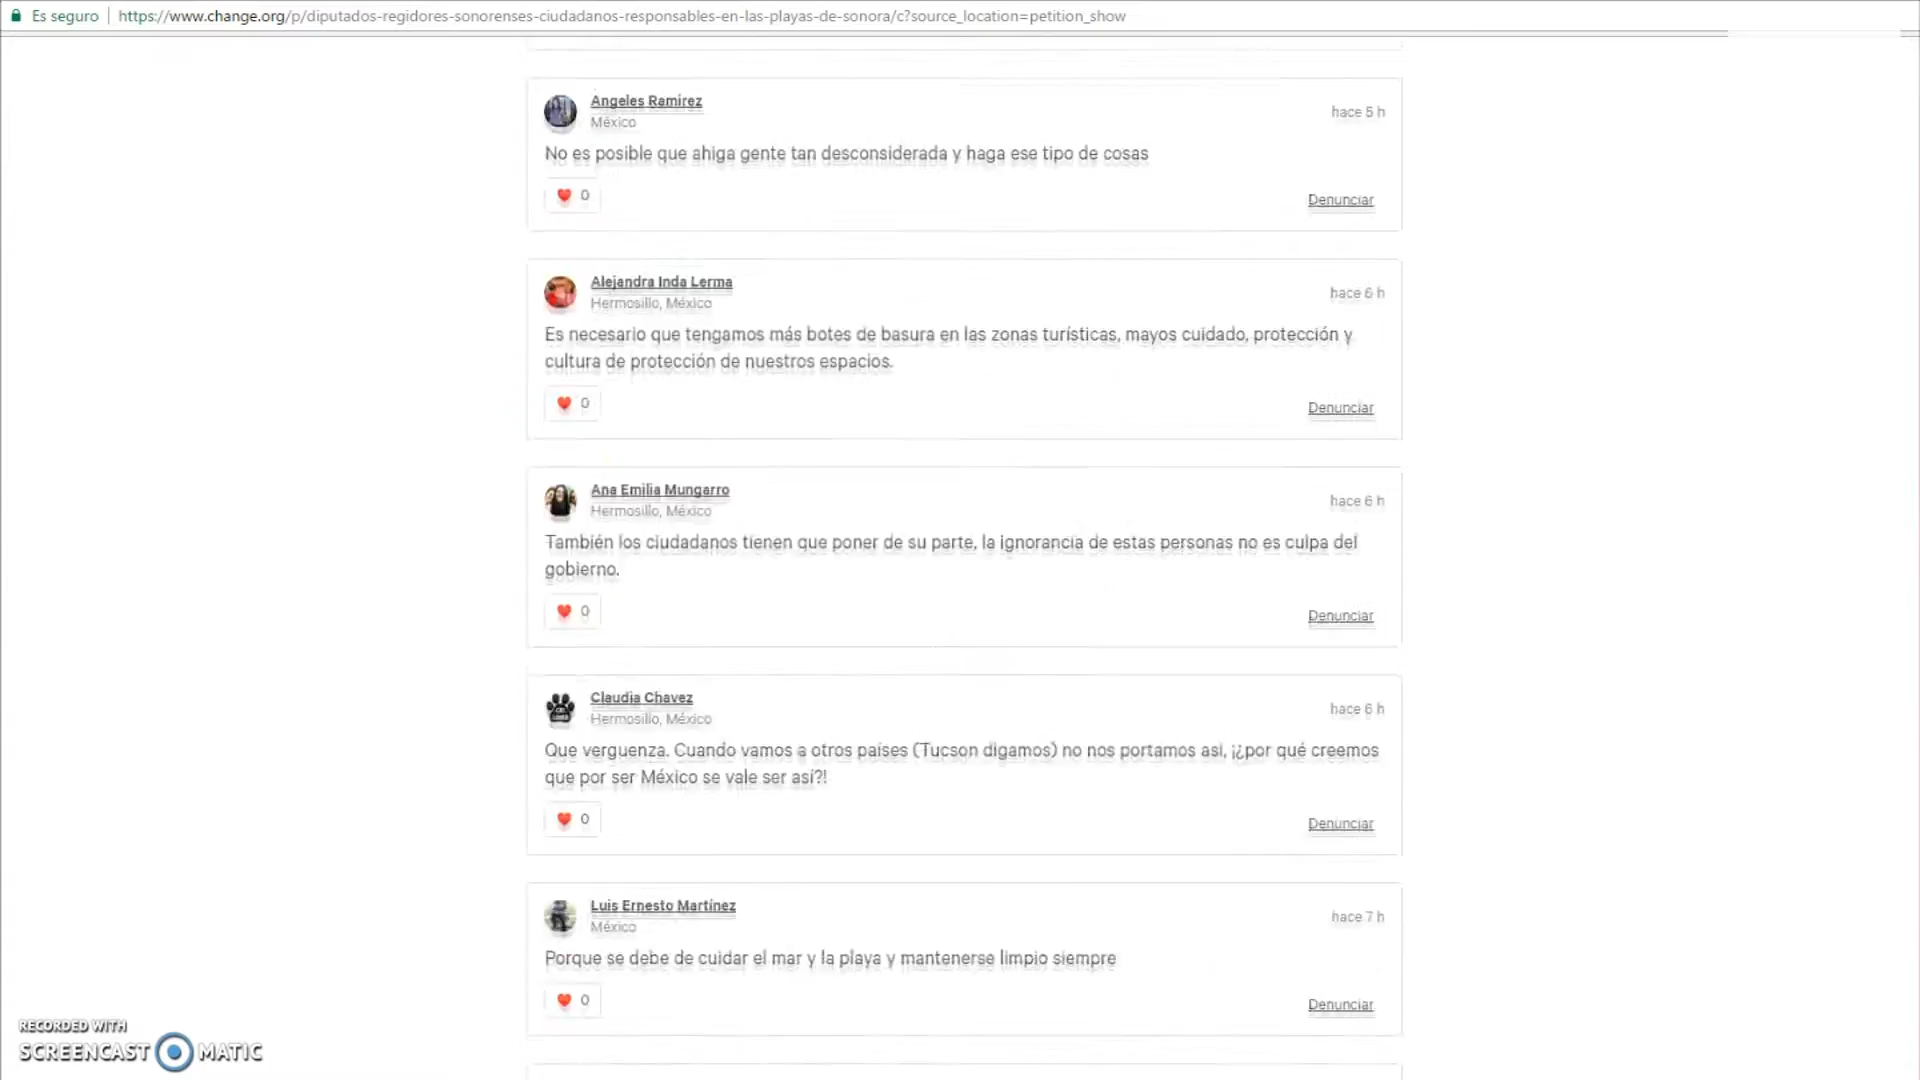 Es seguro https://www.change.org/p/diputados-regidores-sonorenses-ciudadanos-responsables-en-las-playas-de-sonora/c?source_location=petition_show
Angeles Ramirez
México
hace 5 h
No es posible que ahiga gente tan desconsiderada y haga ese tipo de cosas
0
Denunciar
Alejandra Inda Lerma
Hermosillo, México
hace 6 h
Es necesario que tengamos más botes de basura en las zonas turísticas, mayos cuidado, protección y
cultura de protección de nuestros espacios.
0
Denunciar
Ana Emilia Mungarro
Hermosillo, México
hace 6 h
También los ciudadanos tienen que poner de su parte, la ignorancia de estas personas no es culpa del
gobierno.
0
Denunciar
Claudia Chavez
Hermosillo, México
hace 6 h
Que verguenza. Cuando vamos a otros países (Tucson digamos) no nos portamos asi, ¡¿por qué creemos
que por ser México se vale ser así?!
0
Denunciar
Luis Ernesto Martínez
México
hace 7 h
Porque se debe de cuidar el mar y la playa y mantenerse limpio siempre
0
Denunciar
RECORDED WITH
SCREENCAST MATIC